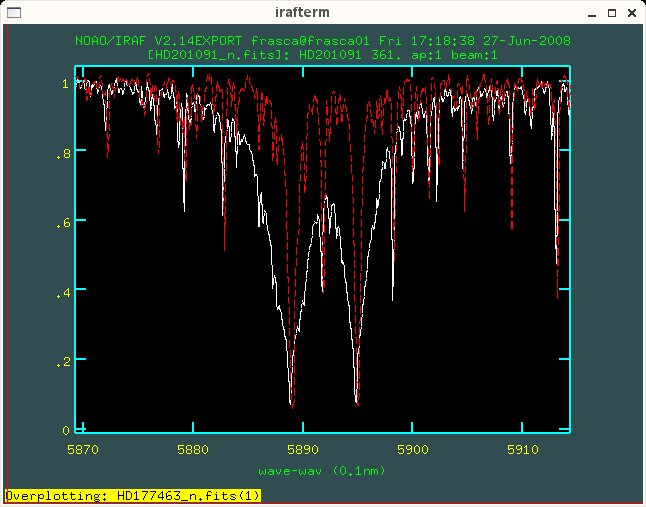 irafterm
NOAO/IRAF V2.14EXPORT frasca@frasca01 Fri 17:18:38 27-Jun-2008
[HD201091_n.fits]: HD201091 361. ap:1 beam:1
1
.8
.6
.4
.2
0
5870 5880 5890 5900 5910
wave-wav (0.1nm)
Overplotting: HD177463_n.fits(1)